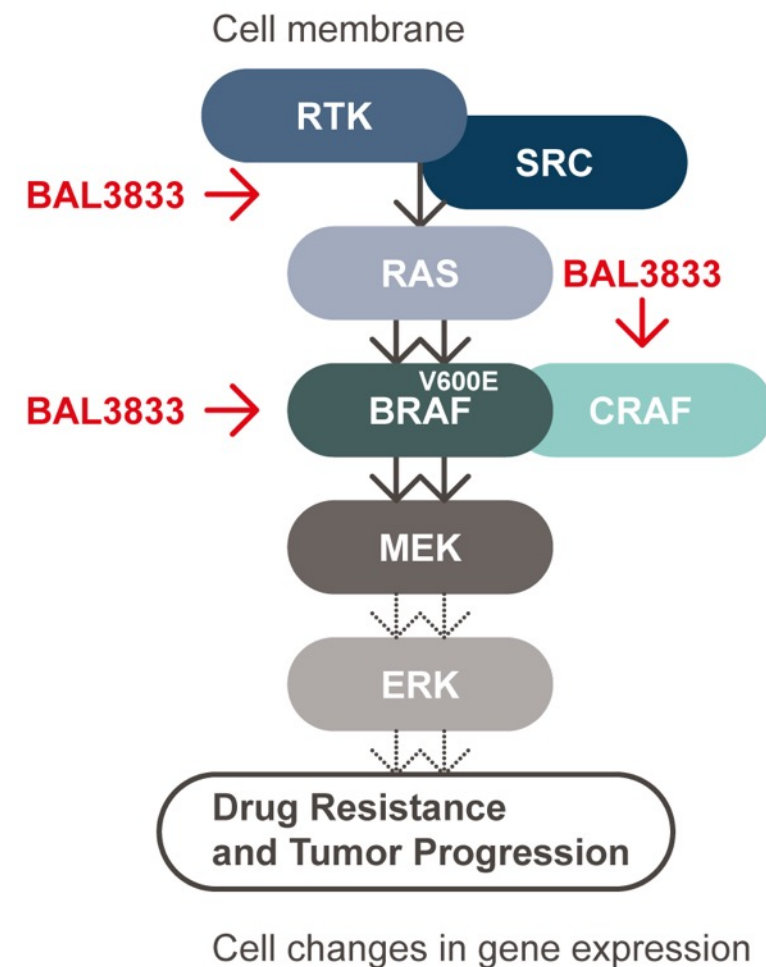 Cell membrane
RTK
SRC
BAL3833
RAS
BAL3833
V600E
BAL3833
BRAF
CRAF
MEK
ERK
Drug Resistance
and Tumor Progression
Cell changes in gene expression